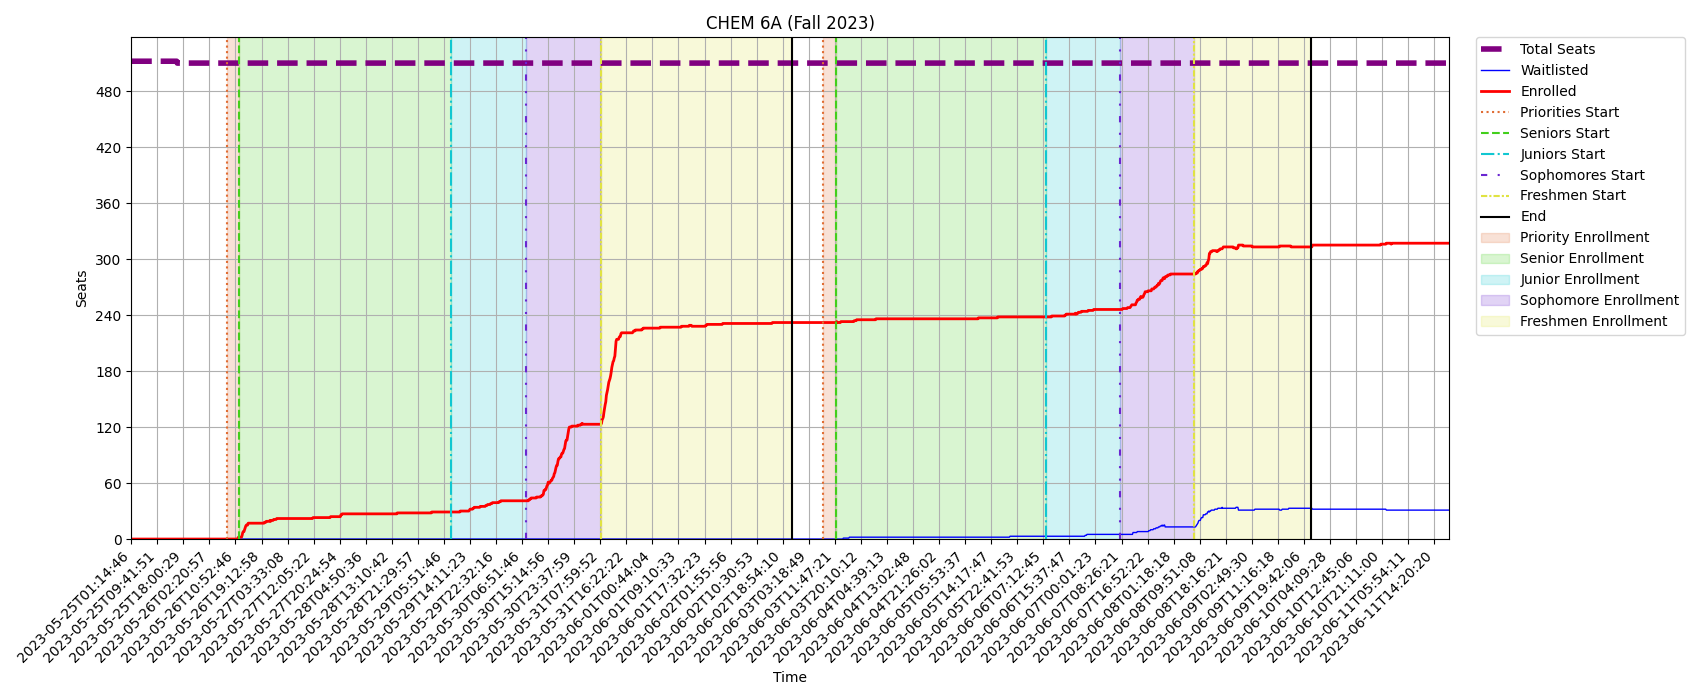 CHEM 6A (Fall 2023)
Seats
480
420
360
300
240
180
120
60
0
2023-05-25T01:14:46
2023-05-25T09:41:51
2023-05-25T18:00:29
2023-05-26T02:20:57
2023-05-26T10:52:46
2023-05-26T19:12:58
2023-05-27T03:33:08
2023-05-27T12:05:22
2023-05-27T20:24:54
2023-05-28T04:50:36
2023-05-28T13:10:42
2023-05-28T21:29:57
2023-05-29T05:51:46
2023-05-29T14:11:23
2023-05-29T22:32:16
2023-05-30T06:51:46
2023-05-30T15:14:56
2023-05-30T23:37:59
2023-05-31T07:59:52
2023-05-31T16:22:22
2023-06-01T00:44:04
2023-06-01T09:10:33
2023-06-01T17:32:23
2023-06-02T01:55:56
2023-06-02T10:30:53
2023-06-02T18:54:10
2023-06-03T03:18:49
2023-06-03T11:47:21
2023-06-03T20:10:12
2023-06-04T04:39:13
2023-06-04T13:02:48
2023-06-04T21:26:02
2023-06-05T05:53:37
2023-06-05T14:17:47
2023-06-05T22:41:53
2023-06-06T07:12:45
2023-06-06T15:37:47
2023-06-07T00:01:23
2023-06-07T08:26:21
2023-06-07T16:52:22
2023-06-08T01:18:18
2023-06-08T09:51:08
2023-06-08T18:16:21
2023-06-09T02:49:30
2023-06-09T11:16:18
2023-06-09T19:42:06
2023-06-10T04:09:28
2023-06-10T12:45:06
2023-06-10T21:11:00
2023-06-11T05:54:11
2023-06-11T14:20:20
Time
Total Seats
Waitlisted
Enrolled
Priorities Start
Seniors Start
Juniors Start
Sophomores Start
Freshmen Start
End
Priority Enrollment
Senior Enrollment
Junior Enrollment
Sophomore Enrollment
Freshmen Enrollment